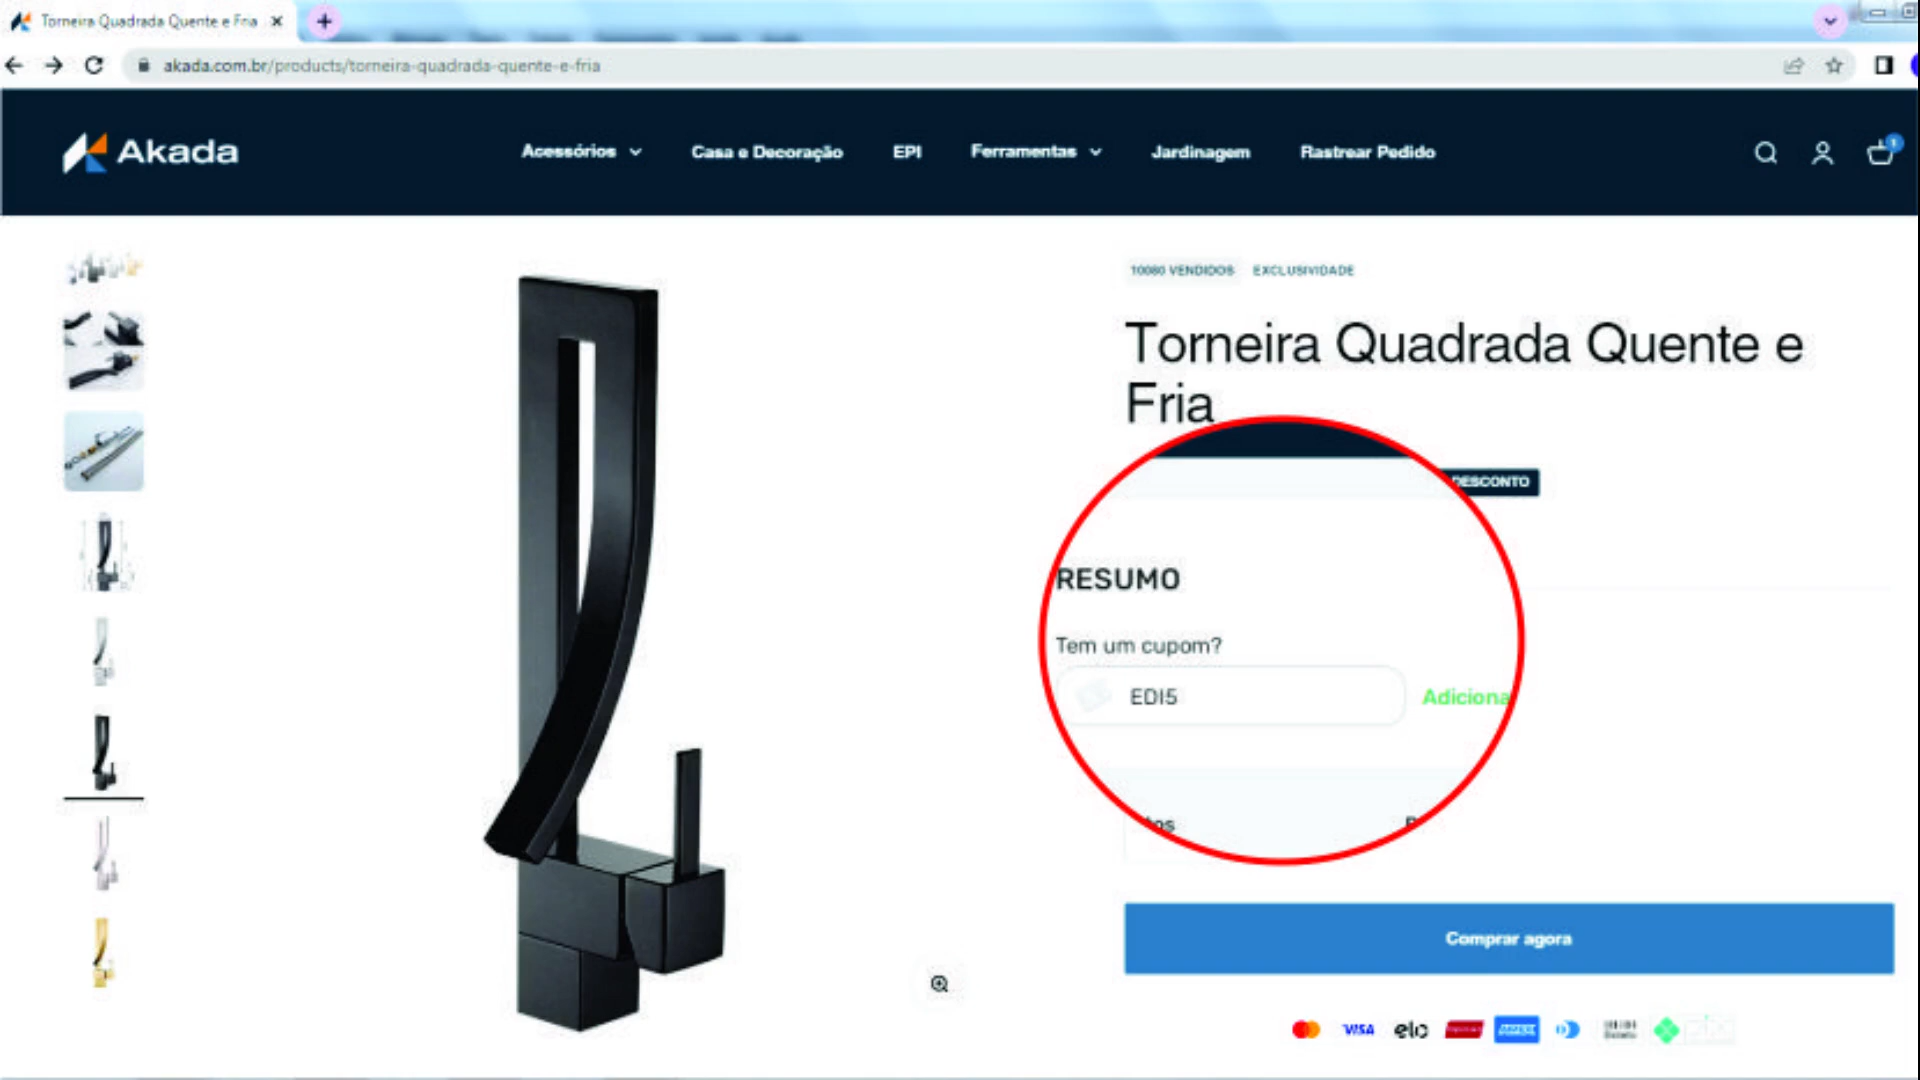 Torneira Quadrada Quente e Fria
akada.com.br/products/torneira-quadrada-quente-e-fria
Akada
Acessórios
Casa e Decoração
EPI
Ferramentas
Jardinagem
Rastrear Pedido
1
10080 VENDIDOS
EXCLUSIVIDADE
Torneira Quadrada Quente e
Fria
DESCONTO
RESUMO
Tem um cupom?
EDI5
Adiciona
Comprar agora
VISA
elo
AMEX